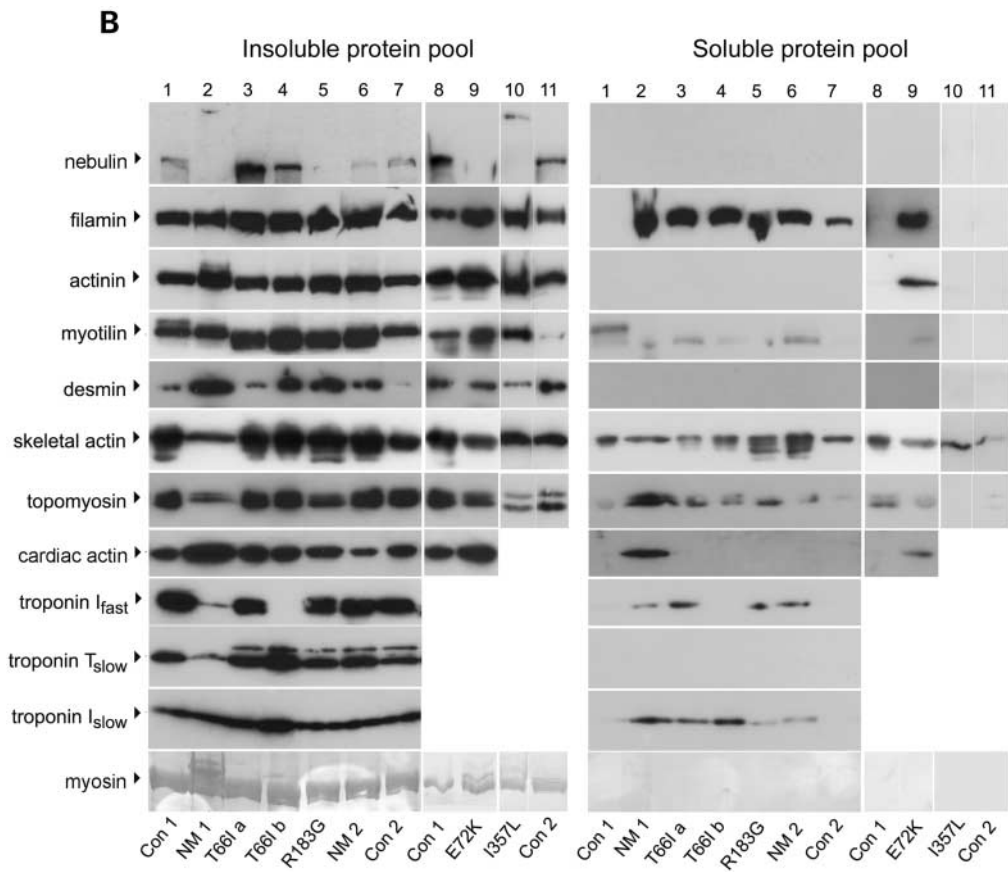 B
Insoluble protein pool Soluble protein pool
1 2 3 4 5 6 7 8 9 10 11 1 2 3 4 5 6 7 8 9 10 11
nebulin
filamin
actinin
myotilin
desmin
skeletal actin
topomyosin
cardiac actin
troponin Ifast
troponin Tslow
troponin Islow
myosin
Con 1 NM 1 T66I a T66I b R183G NM 2 Con 2 Con 1 E72K I357L Con 2 Con 1 NM 1 T66I a T66I b R183G NM 2 Con 2 Con 1 E72K I357L Con 2